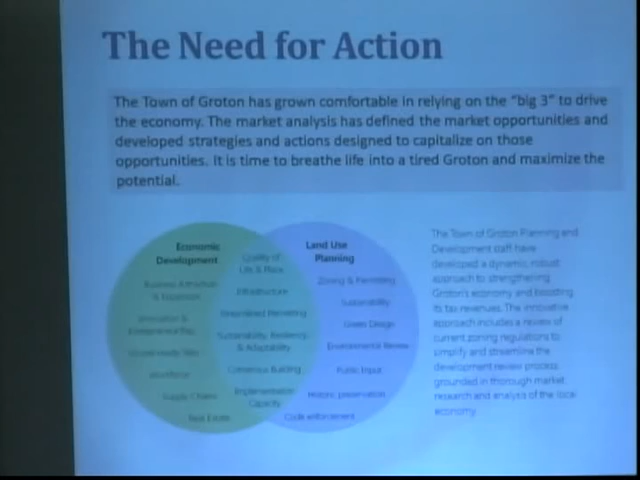 The Need for Action
The Town of Groton has grown comfortable in relying on the "big 3" to drive
the economy. The market analysis has defined the market opportunities and
developed strategies and actions designed to capitalize on those
opportunities. It is time to breathe life into a tired Groton and maximize the
potential.
Economic
Development
Business Attraction
& Expansion
Innovation &
Workforce
Supply Chains
Real Estate
Quality of
Life & Place
Infrastructure
Streamlined Permitting
Sustainability, Resiliency,
& Adaptability
Consensus Building
Implementation
Capacity
Land Use
Planning
Zoning & Permitting
Sustainability
Green Design
Environmental Review
Public Input
Historic preservation
Code enforcement
The Town of Groton Planning and
Development staff have
developed a dynamic, robust
approach to strengthening
Groton's economy and boosting
its tax revenues. The innovative
approach includes a review of
current zoning regulations to
simplify and streamline the
development review process,
grounded in thorough market
research and analysis of the local
economy.